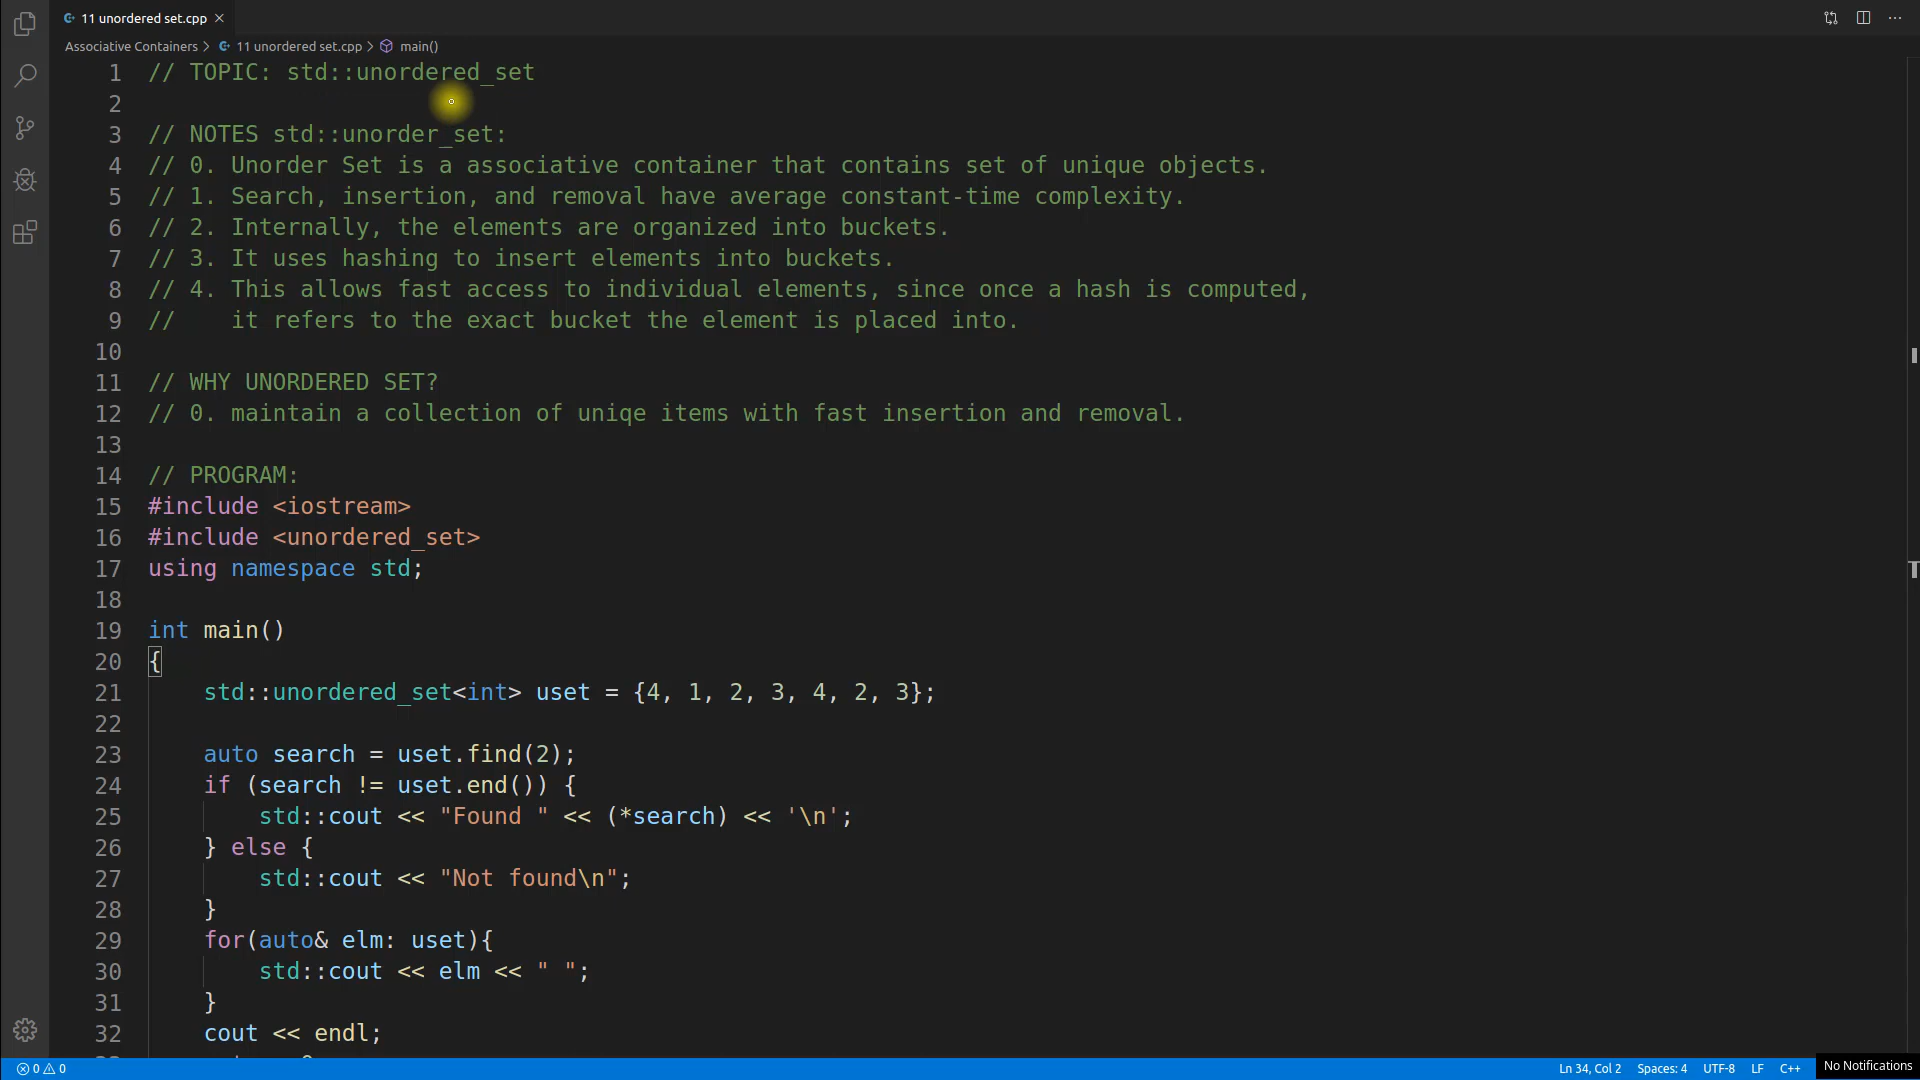 11 unordered set.cpp
Associative Containers > 11 unordered set.cpp > main()
1 // TOPIC: std::unordered_set
2
3 // NOTES std::unorder_set:
4 // 0. Unorder Set is a associative container that contains set of unique objects.
5 // 1. Search, insertion, and removal have average constant-time complexity.
6 // 2. Internally, the elements are organized into buckets.
7 // 3. It uses hashing to insert elements into buckets.
8 // 4. This allows fast access to individual elements, since once a hash is computed,
9 //    it refers to the exact bucket the element is placed into.
10
11 // WHY UNORDERED SET?
12 // 0. maintain a collection of uniqe items with fast insertion and removal.
13
14 // PROGRAM:
15 #include <iostream>
16 #include <unordered_set>
17 using namespace std;
18
19 int main()
20 {
21     std::unordered_set<int> uset = {4, 1, 2, 3, 4, 2, 3};
22
23     auto search = uset.find(2);
24     if (search != uset.end()) {
25         std::cout << "Found " << (*search) << '\n';
26     } else {
27         std::cout << "Not found\n";
28     }
29     for(auto& elm: uset){
30         std::cout << elm << " ";
31     }
32     cout << endl;
0 0 Ln 34, Col 2 Spaces: 4 UTF-8 LF C++ No Notifications